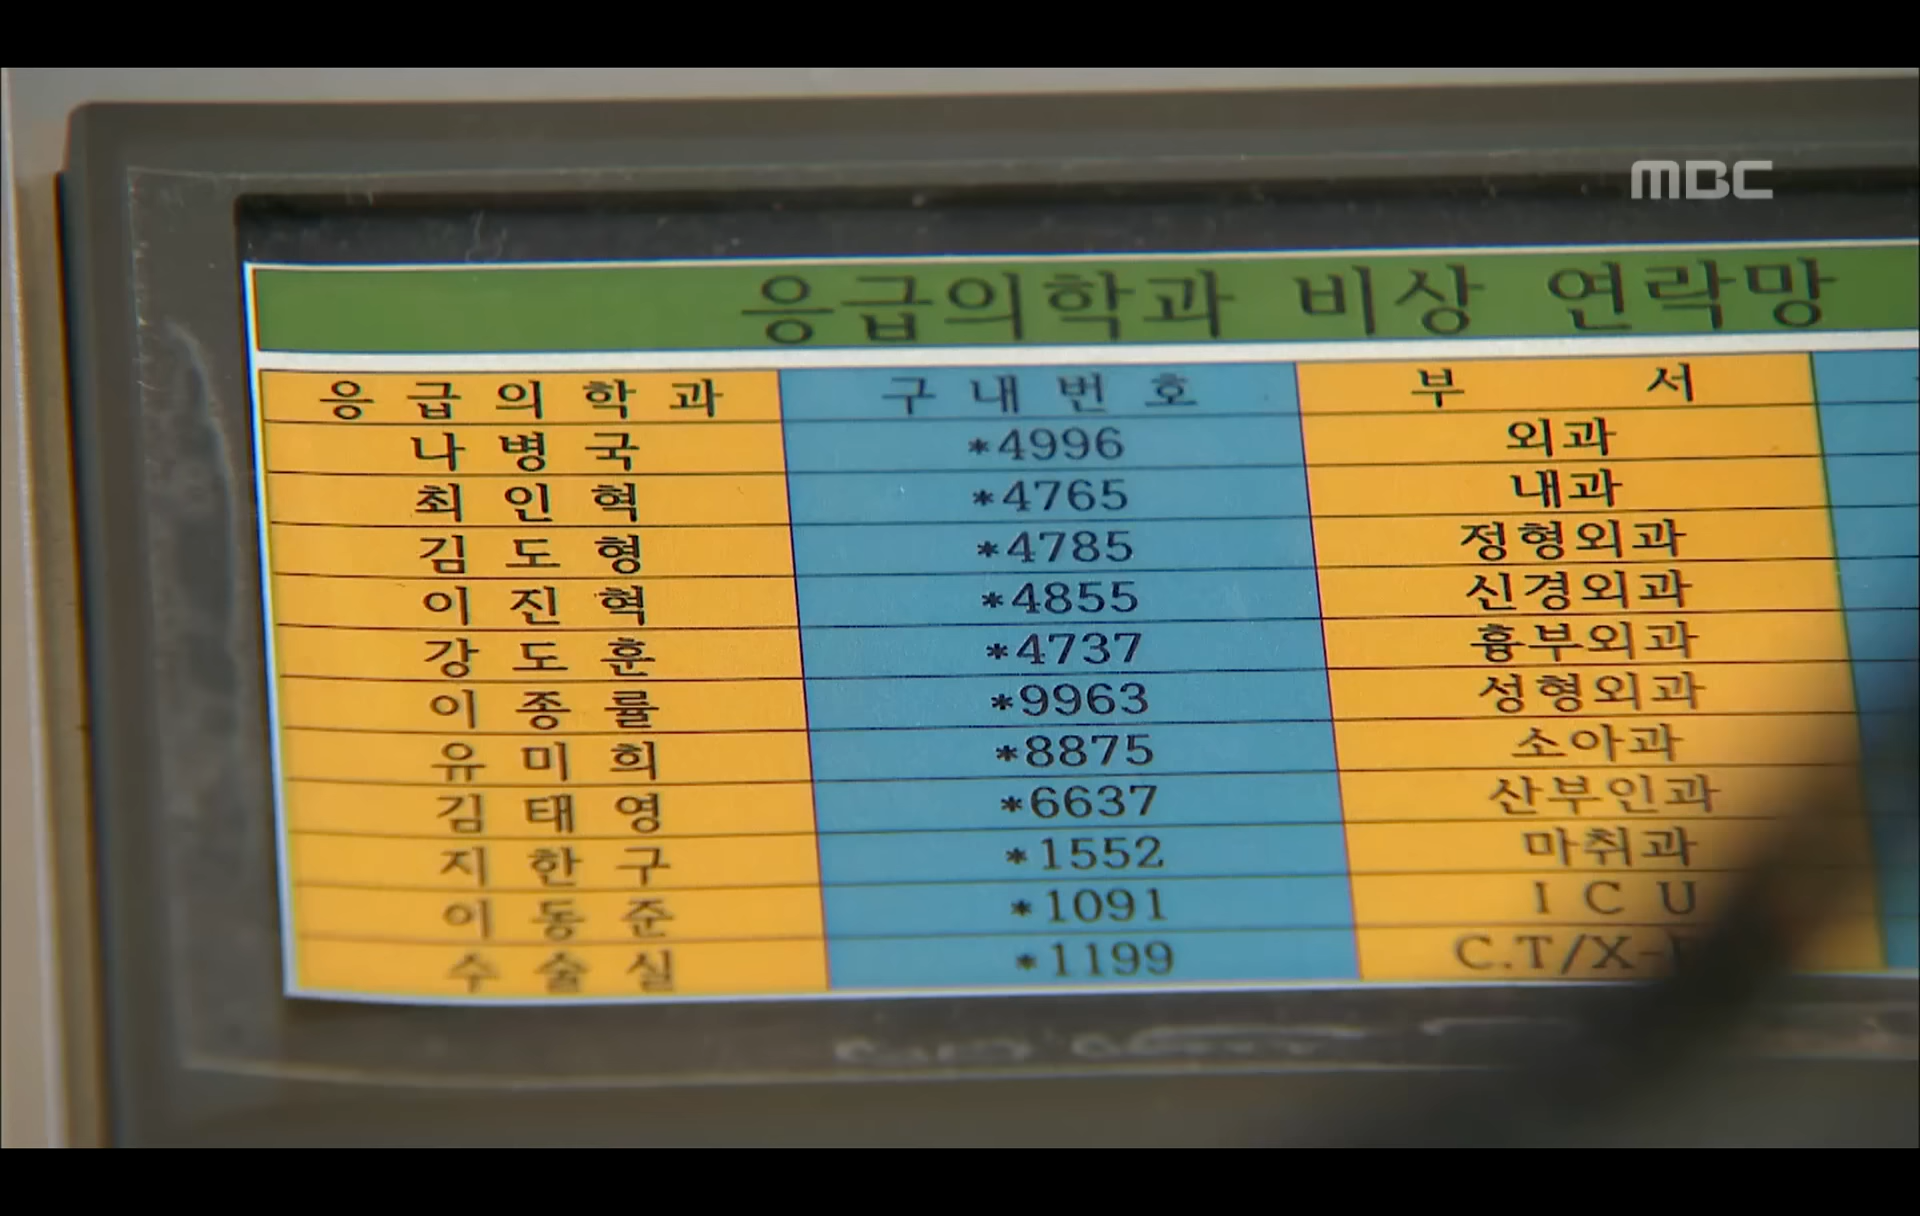 MBC
응급의학과 비상 연락망
응급의학과 구내번호 부서
나병국 *4996 외과
최인혁 *4765 내과
김도형 *4785 정형외과
이진혁 *4855 신경외과
강도훈 *4737 흉부외과
이종률 *9963 성형외과
유미희 *8875 소아과
김태영 *6637 산부인과
지한구 *1552 마취과
이동준 *1091 ICU
수술실 *1199 C.T/X-